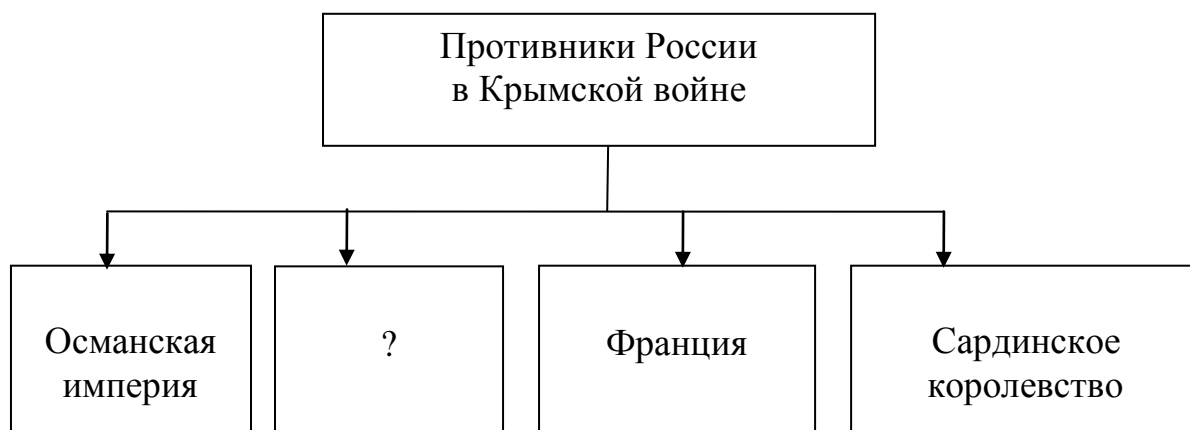 Противники России
в Крымской войне
Османская
империя
?
Франция
Сардинское
королевство